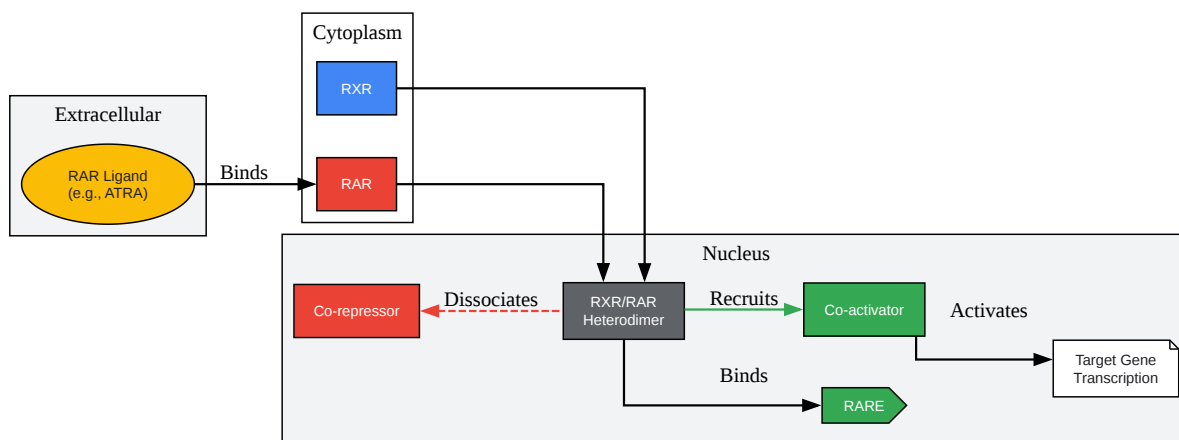 Cytoplasm
RXR
Extracellular
RAR Ligand
(e.g., ATRA)
Binds
RAR
Nucleus
Co-repressor
Dissociates
RXR/RAR
Heterodimer
Recruits
Co-activator
Activates
Target Gene
Transcription
Binds
RARE